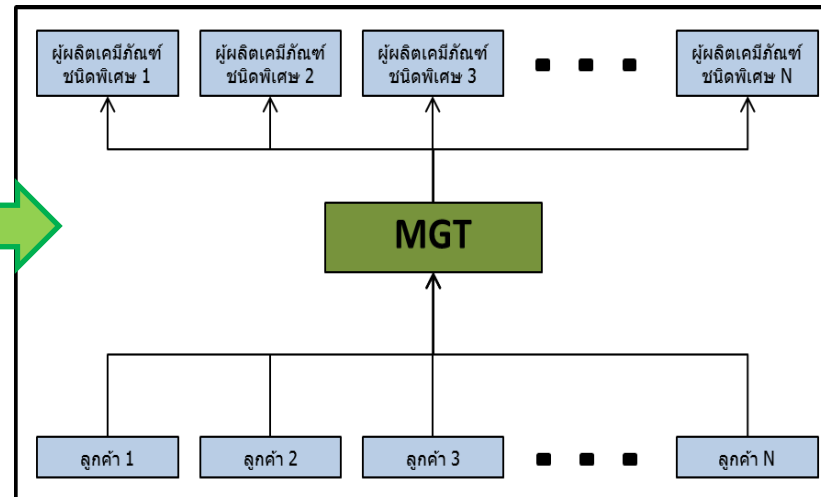 ผู้ผลิตเคมีภัณฑ์
ชนิดพิเศษ 1
ผู้ผลิตเคมีภัณฑ์
ชนิดพิเศษ 2
ผู้ผลิตเคมีภัณฑ์
ชนิดพิเศษ 3
ผู้ผลิตเคมีภัณฑ์
ชนิดพิเศษ N
MGT
ลูกค้า 1
ลูกค้า 2
ลูกค้า 3
ลูกค้า N